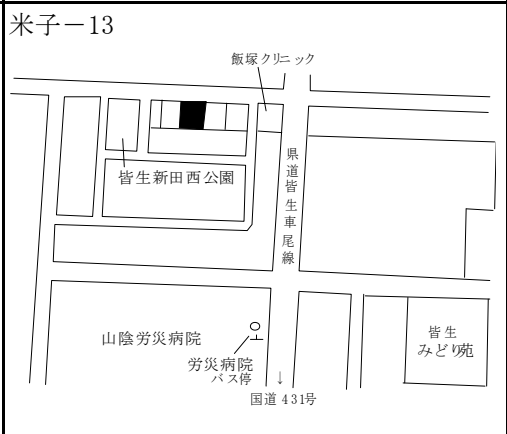 米子－13
飯塚クリニック
皆生新田西公園
県道皆生車尾線
山陰労災病院
労災病院
バス停
皆生
みどり苑
↓
国道431号